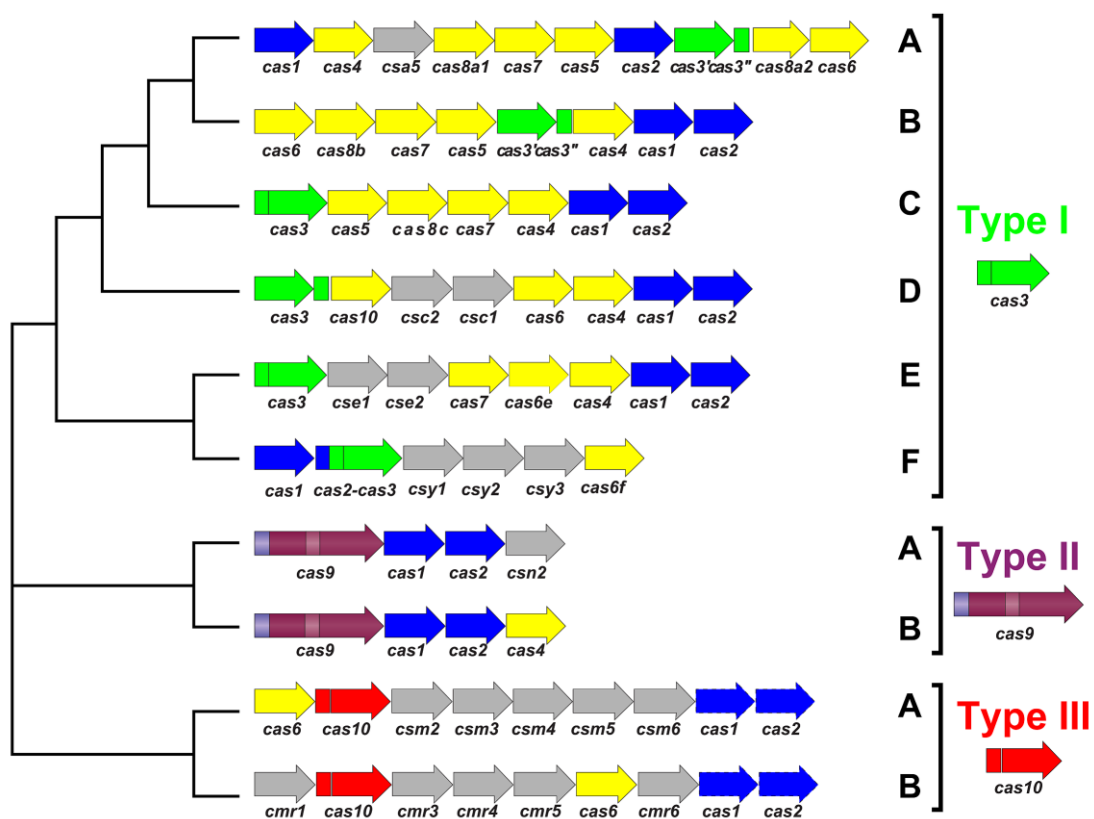 A
cas1 cas4 csa5 cas8a1 cas7 cas5 cas2 cas3' cas3" cas8a2 cas6
B
cas6 cas8b cas7 cas5 cas3' cas3" cas4 cas1 cas2
C
cas3 cas5 cas8c cas7 cas4 cas1 cas2
Type I
cas3
D
cas3 cas10 csc2 csc1 cas6 cas4 cas1 cas2
E
cas3 cse1 cse2 cas7 cas6e cas4 cas1 cas2
F
cas1 cas2-cas3 csy1 csy2 csy3 cas6f
A
cas9 cas1 cas2 csn2
Type II
cas9
B
cas9 cas1 cas2 cas4
A
cas6 cas10 csm2 csm3 csm4 csm5 csm6 cas1 cas2
Type III
cas10
B
cmr1 cas10 cmr3 cmr4 cmr5 cas6 cmr6 cas1 cas2